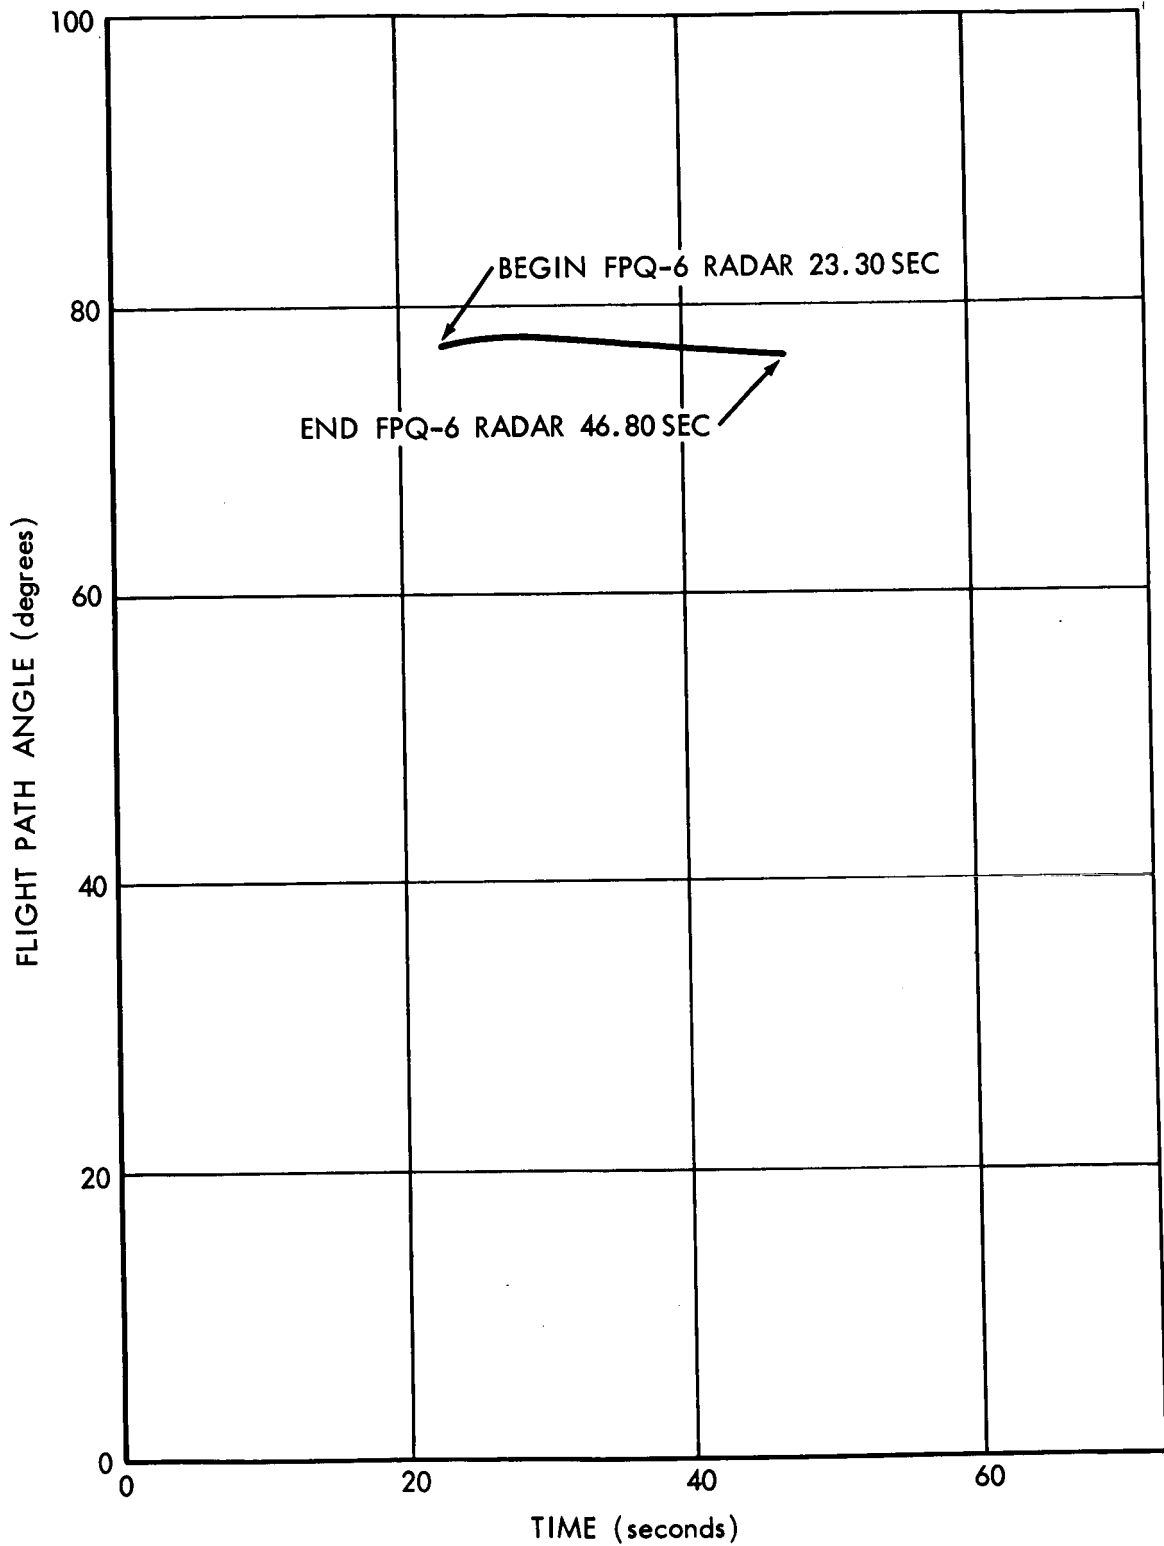 100
BEGIN FPQ-6 RADAR 23.30 SEC
80
END FPQ-6 RADAR 46.80 SEC
60
FLIGHT PATH ANGLE (degrees)
40
20
0
0 20 40 60
TIME (seconds)